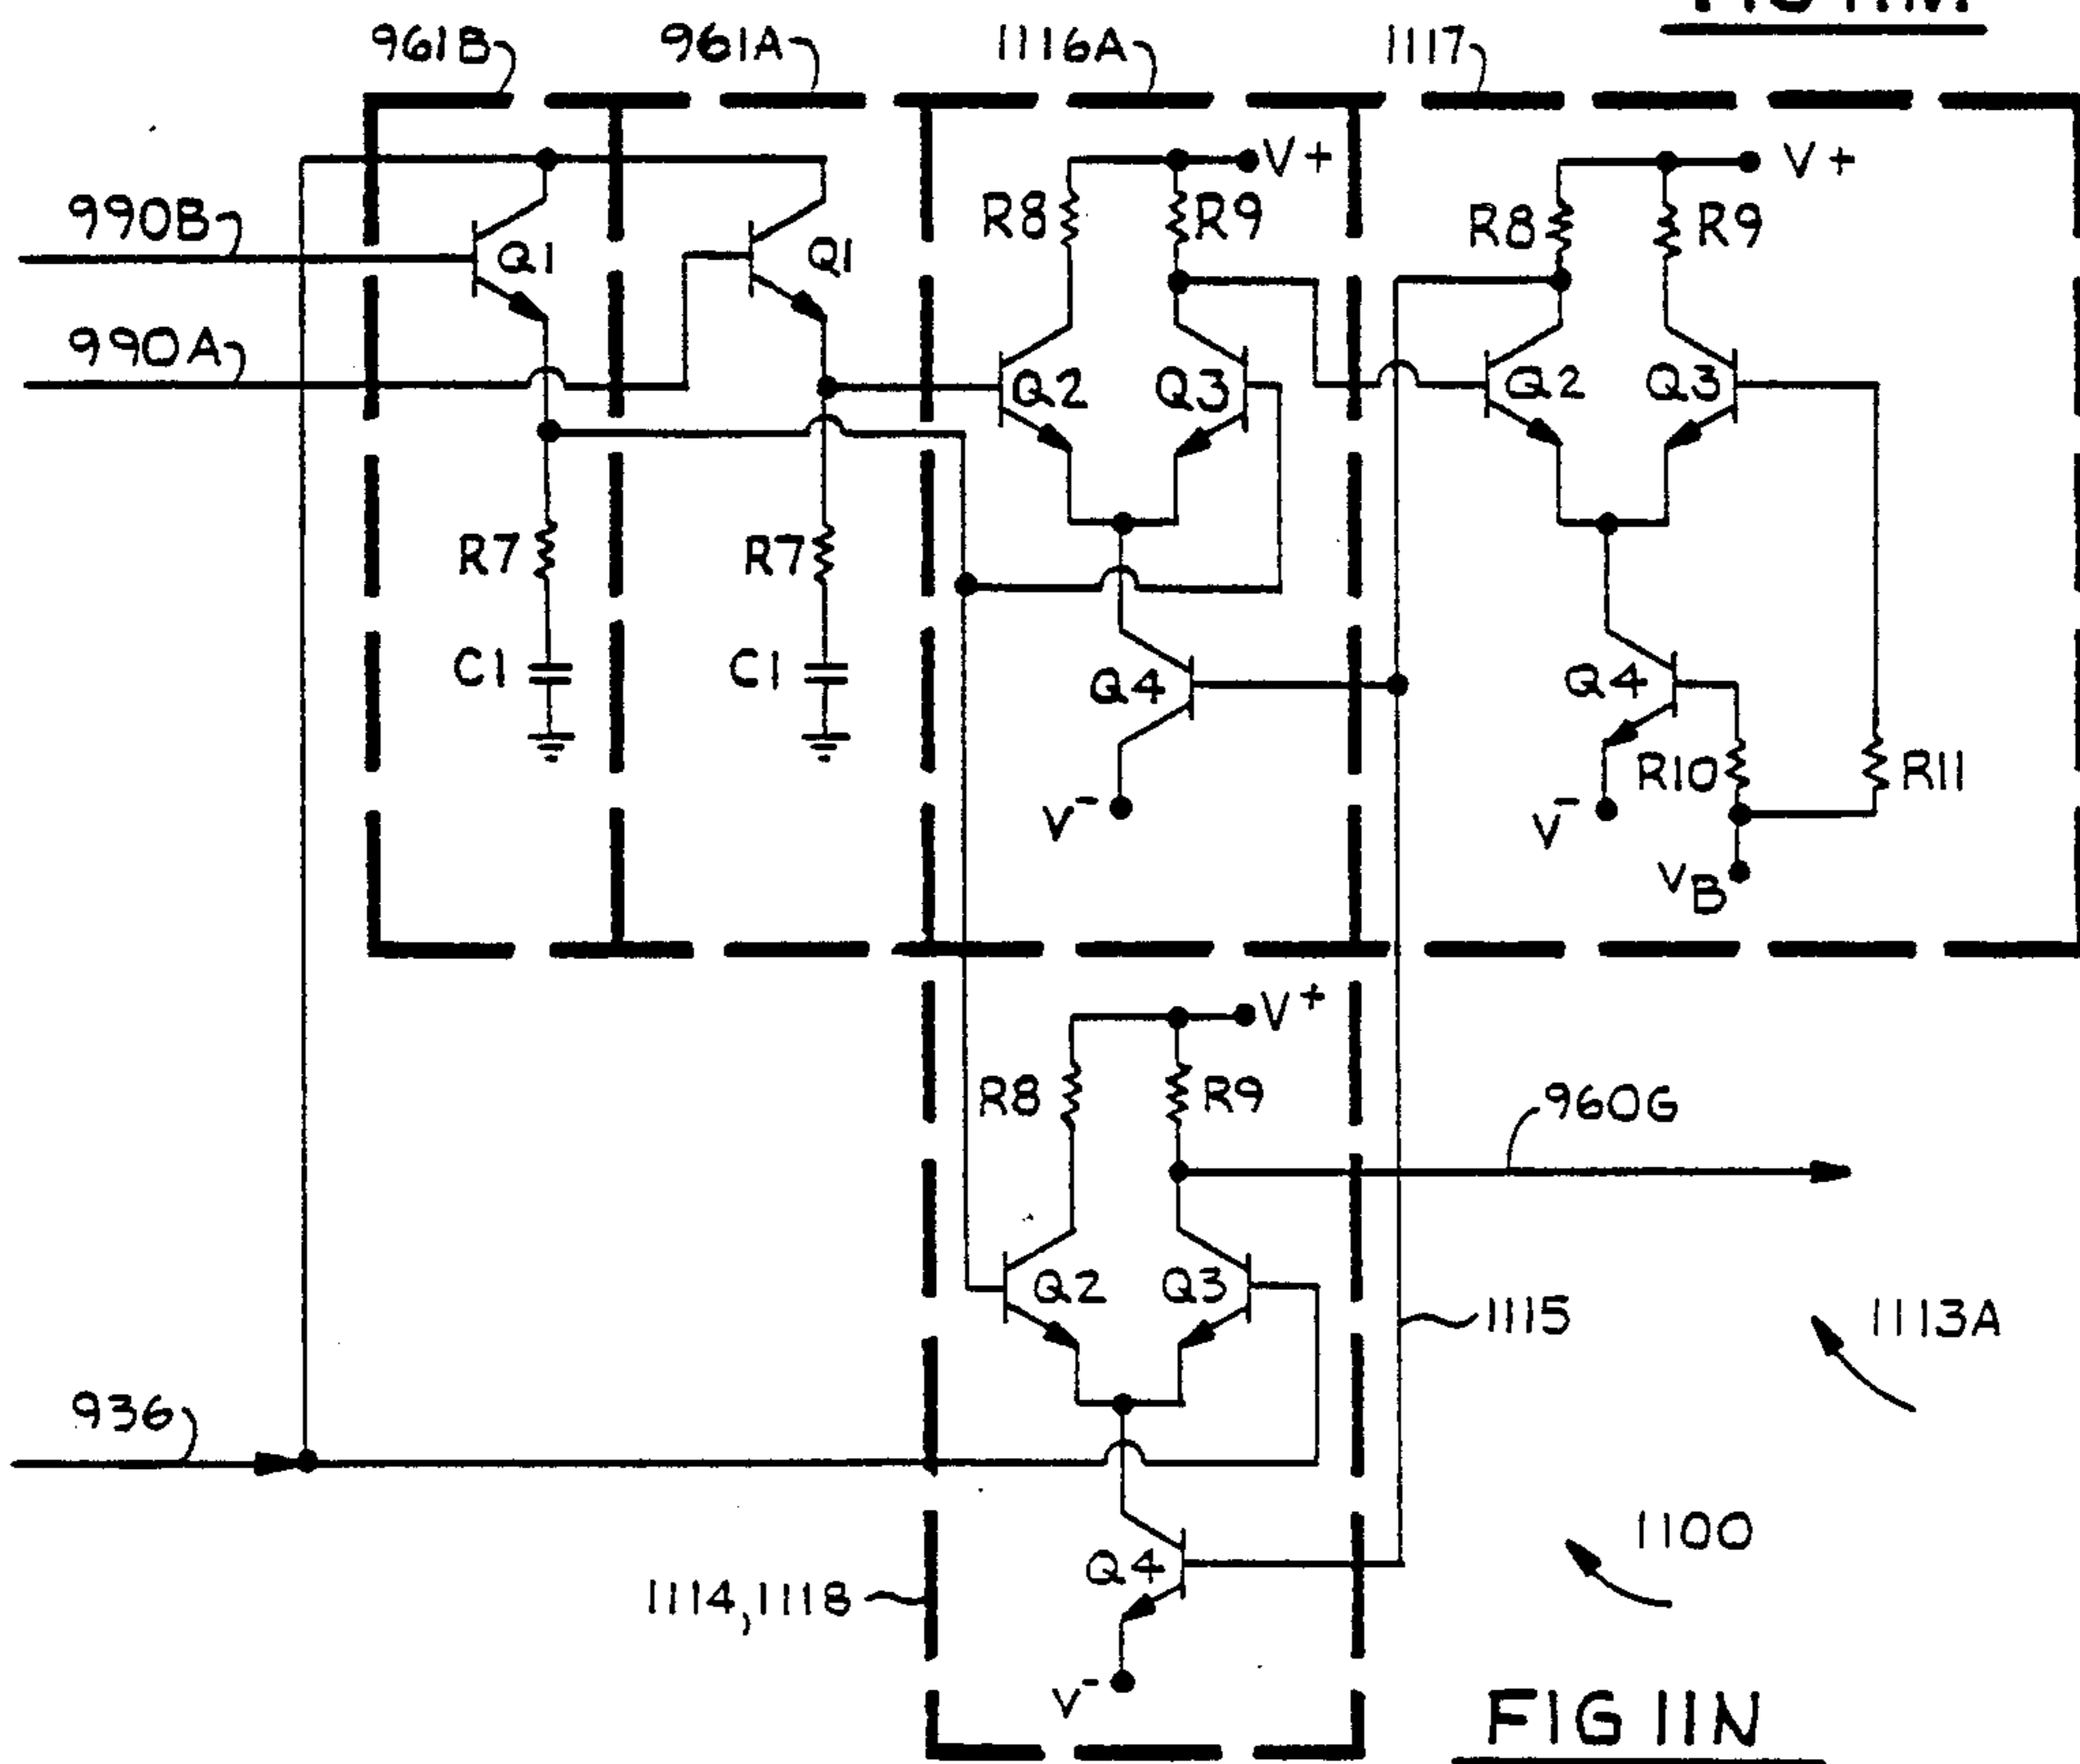 961B 961A 1116A 1117
V+ V+
990B Q1 Q1 R8 R9 R8 R9
990A Q2 Q3 Q2 Q3
R7 R7
C1 C1 Q4 Q4
V- V- R10 R11
VB
V+
R8 R9 960G
Q2 Q3 1115 1113A
936
1100
Q4
1114,1118
V-
FIG 11N